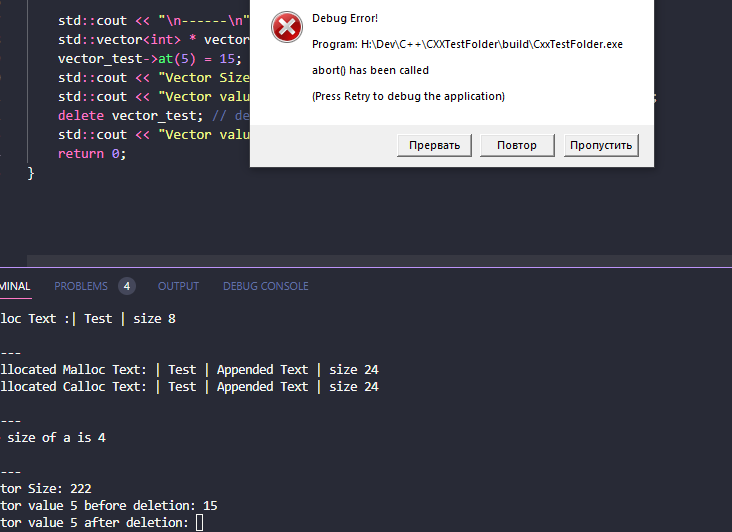 std::cout << "\n------\n"
std::vector<int> * vector
vector_test->at(5) = 15;
std::cout << "Vector Size
std::cout << "Vector valu
delete vector_test; // de
std::cout << "Vector valu
return 0;
}
Debug Error!
Program: H:\Dev\C++\CXXTestFolder\build\CxxTestFolder.exe
abort() has been called
(Press Retry to debug the application)
Прервать Повтор Пропустить
;
MINAL PROBLEMS 4 OUTPUT DEBUG CONSOLE
loc Text :| Test | size 8
---
llocated Malloc Text: | Test | Appended Text | size 24
llocated Calloc Text: | Test | Appended Text | size 24
---
size of a is 4
---
tor Size: 222
tor value 5 before deletion: 15
tor value 5 after deletion: